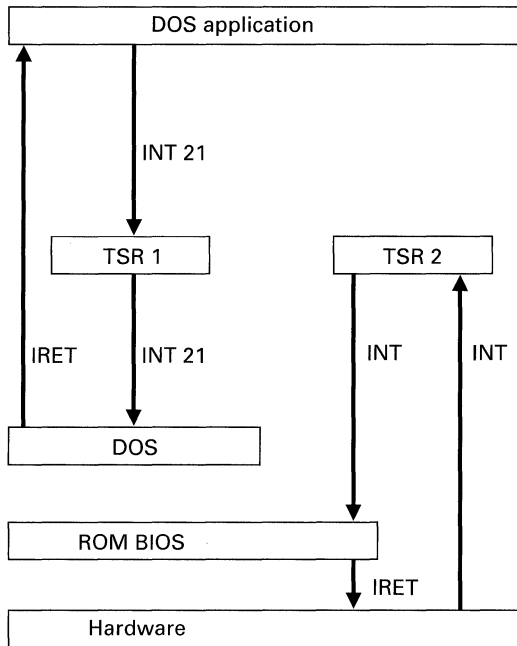 DOS application
INT 21
TSR 1
TSR 2
IRET
INT 21
INT
INT
DOS
ROM BIOS
IRET
Hardware